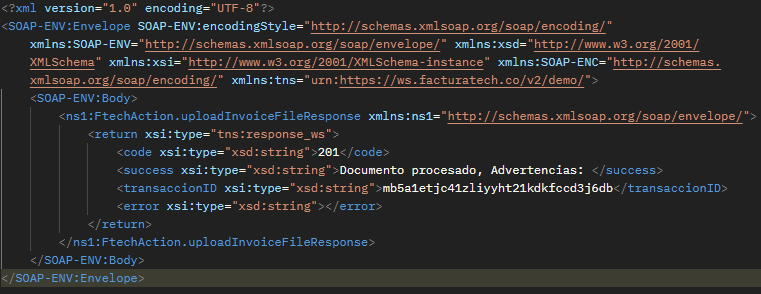 <?xml version="1.0" encoding="UTF-8"?>
<SOAP-ENV:Envelope SOAP-ENV:encodingStyle="http://schemas.xmlsoap.org/soap/encoding/"
xmlns:SOAP-ENV="http://schemas.xmlsoap.org/soap/envelope/" xmlns:xsd="http://www.w3.org/2001/
XMLSchema" xmlns:xsi="http://www.w3.org/2001/XMLSchema-instance" xmlns:SOAP-ENC="http://schemas.
xmlsoap.org/soap/encoding/" xmlns:tns="urn:https://ws.facturatech.co/v2/demo/">
<SOAP-ENV:Body>
<ns1:FtechAction.uploadInvoiceFileResponse xmlns:ns1="http://schemas.xmlsoap.org/soap/envelope/">
<return xsi:type="tns:response_ws">
<code xsi:type="xsd:string">201</code>
<success xsi:type="xsd:string">Documento procesado, Advertencias: </success>
<transaccionID xsi:type="xsd:string">mb5a1etjc41zliyyht21kdkfccd3j6db</transaccionID>
<error xsi:type="xsd:string"></error>
</return>
</ns1:FtechAction.uploadInvoiceFileResponse>
</SOAP-ENV:Body>
</SOAP-ENV:Envelope>